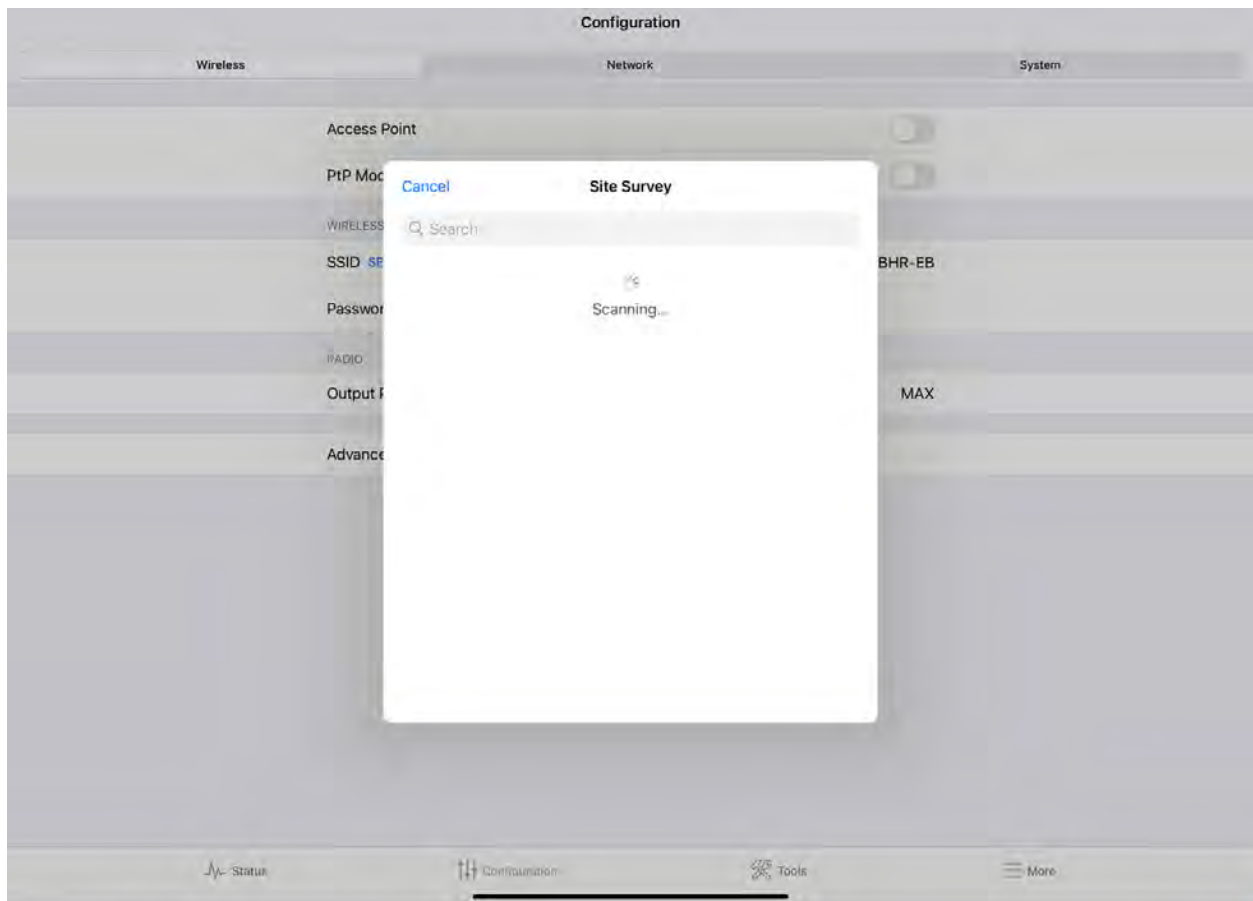 Configuration
Wireless Network System
Access Point
PtP Mod
Cancel Site Survey
WIRELESS
Search
SSID SE BHR-EB
Scanning...
Passwor
RADIO
Output P MAX
Advance
Status Configuration Tools More